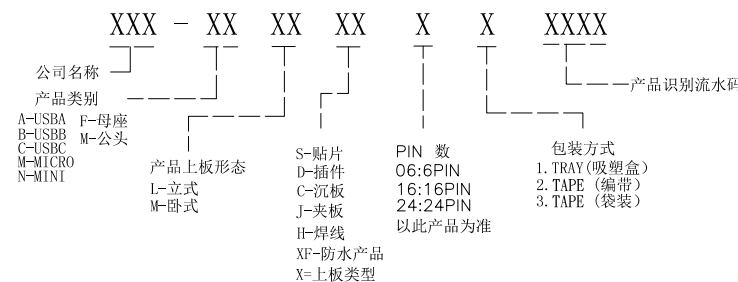 XXX-XX XX XX X X XXXX
公司名称
产品类别
产品识别流水码
A-USBA
B-USBB
C-USBC
M-MICRO
N-MINI
F-母座
M-公头
产品上板形态
L-立式
M-卧式
S-贴片
D-插件
C-沉板
J-夹板
H-焊线
XF-防水产品
X=上板类型
PIN 数
06:6PIN
16:16PIN
24:24PIN
以此产品为准
包装方式
1.TRAY(吸塑盒)
2.TAPE (编带)
3.TAPE (袋装)